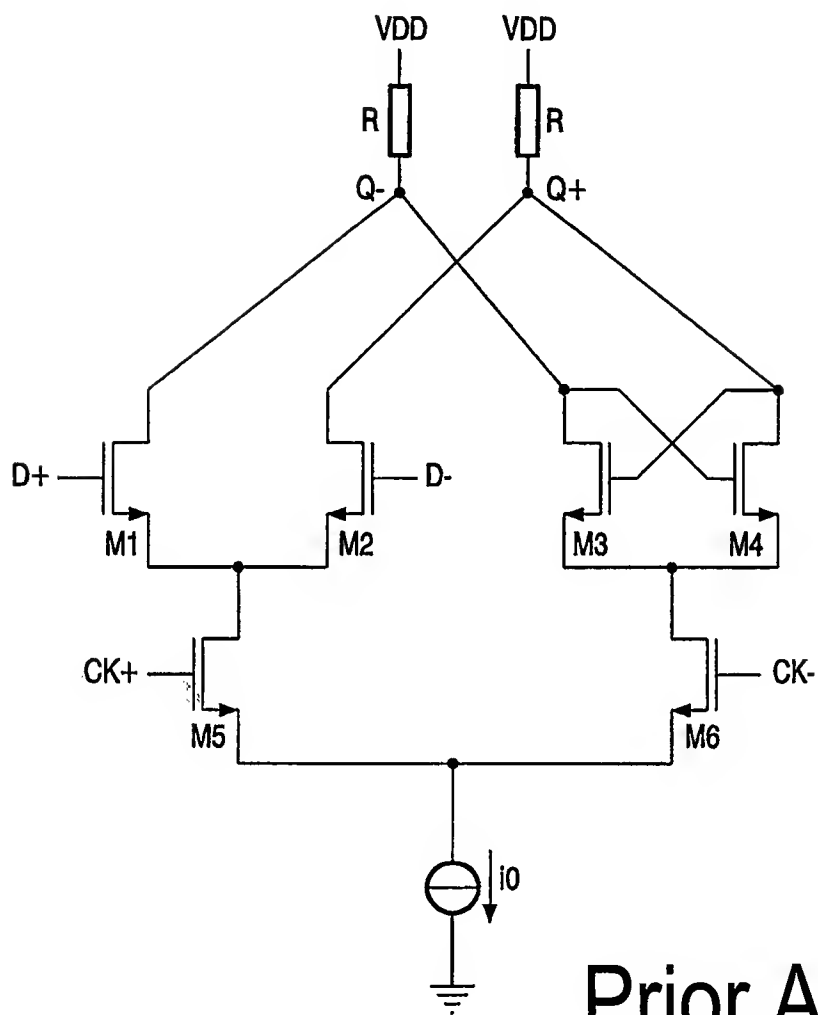 VDD VDD
R R
Q- Q+
D+ D-
M1 M2 M3 M4
CK+ CK-
M5 M6
i0
Prior A